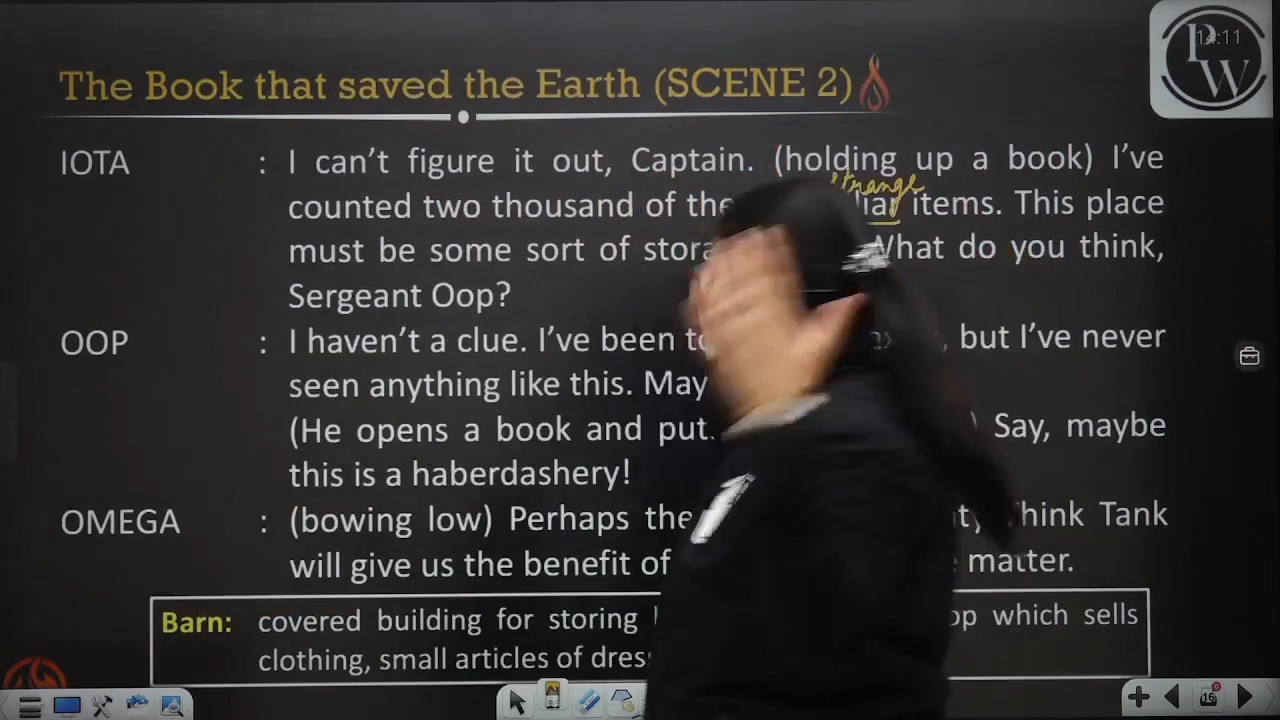 14:11
P
W
The Book that saved the Earth (SCENE 2)
IOTA : I can't figure it out, Captain. (holding up a book) I've
strange
counted two thousand of the liar items. This place
must be some sort of stora What do you think,
Sergeant Oop?
OOP : I haven't a clue. I've been to , but I've never
seen anything like this. May
(He opens a book and put ) Say, maybe
this is a haberdashery!
OMEGA : (bowing low) Perhaps the ty Think Tank
will give us the benefit of matter.
Barn: covered building for storing op which sells
clothing, small articles of dres
16